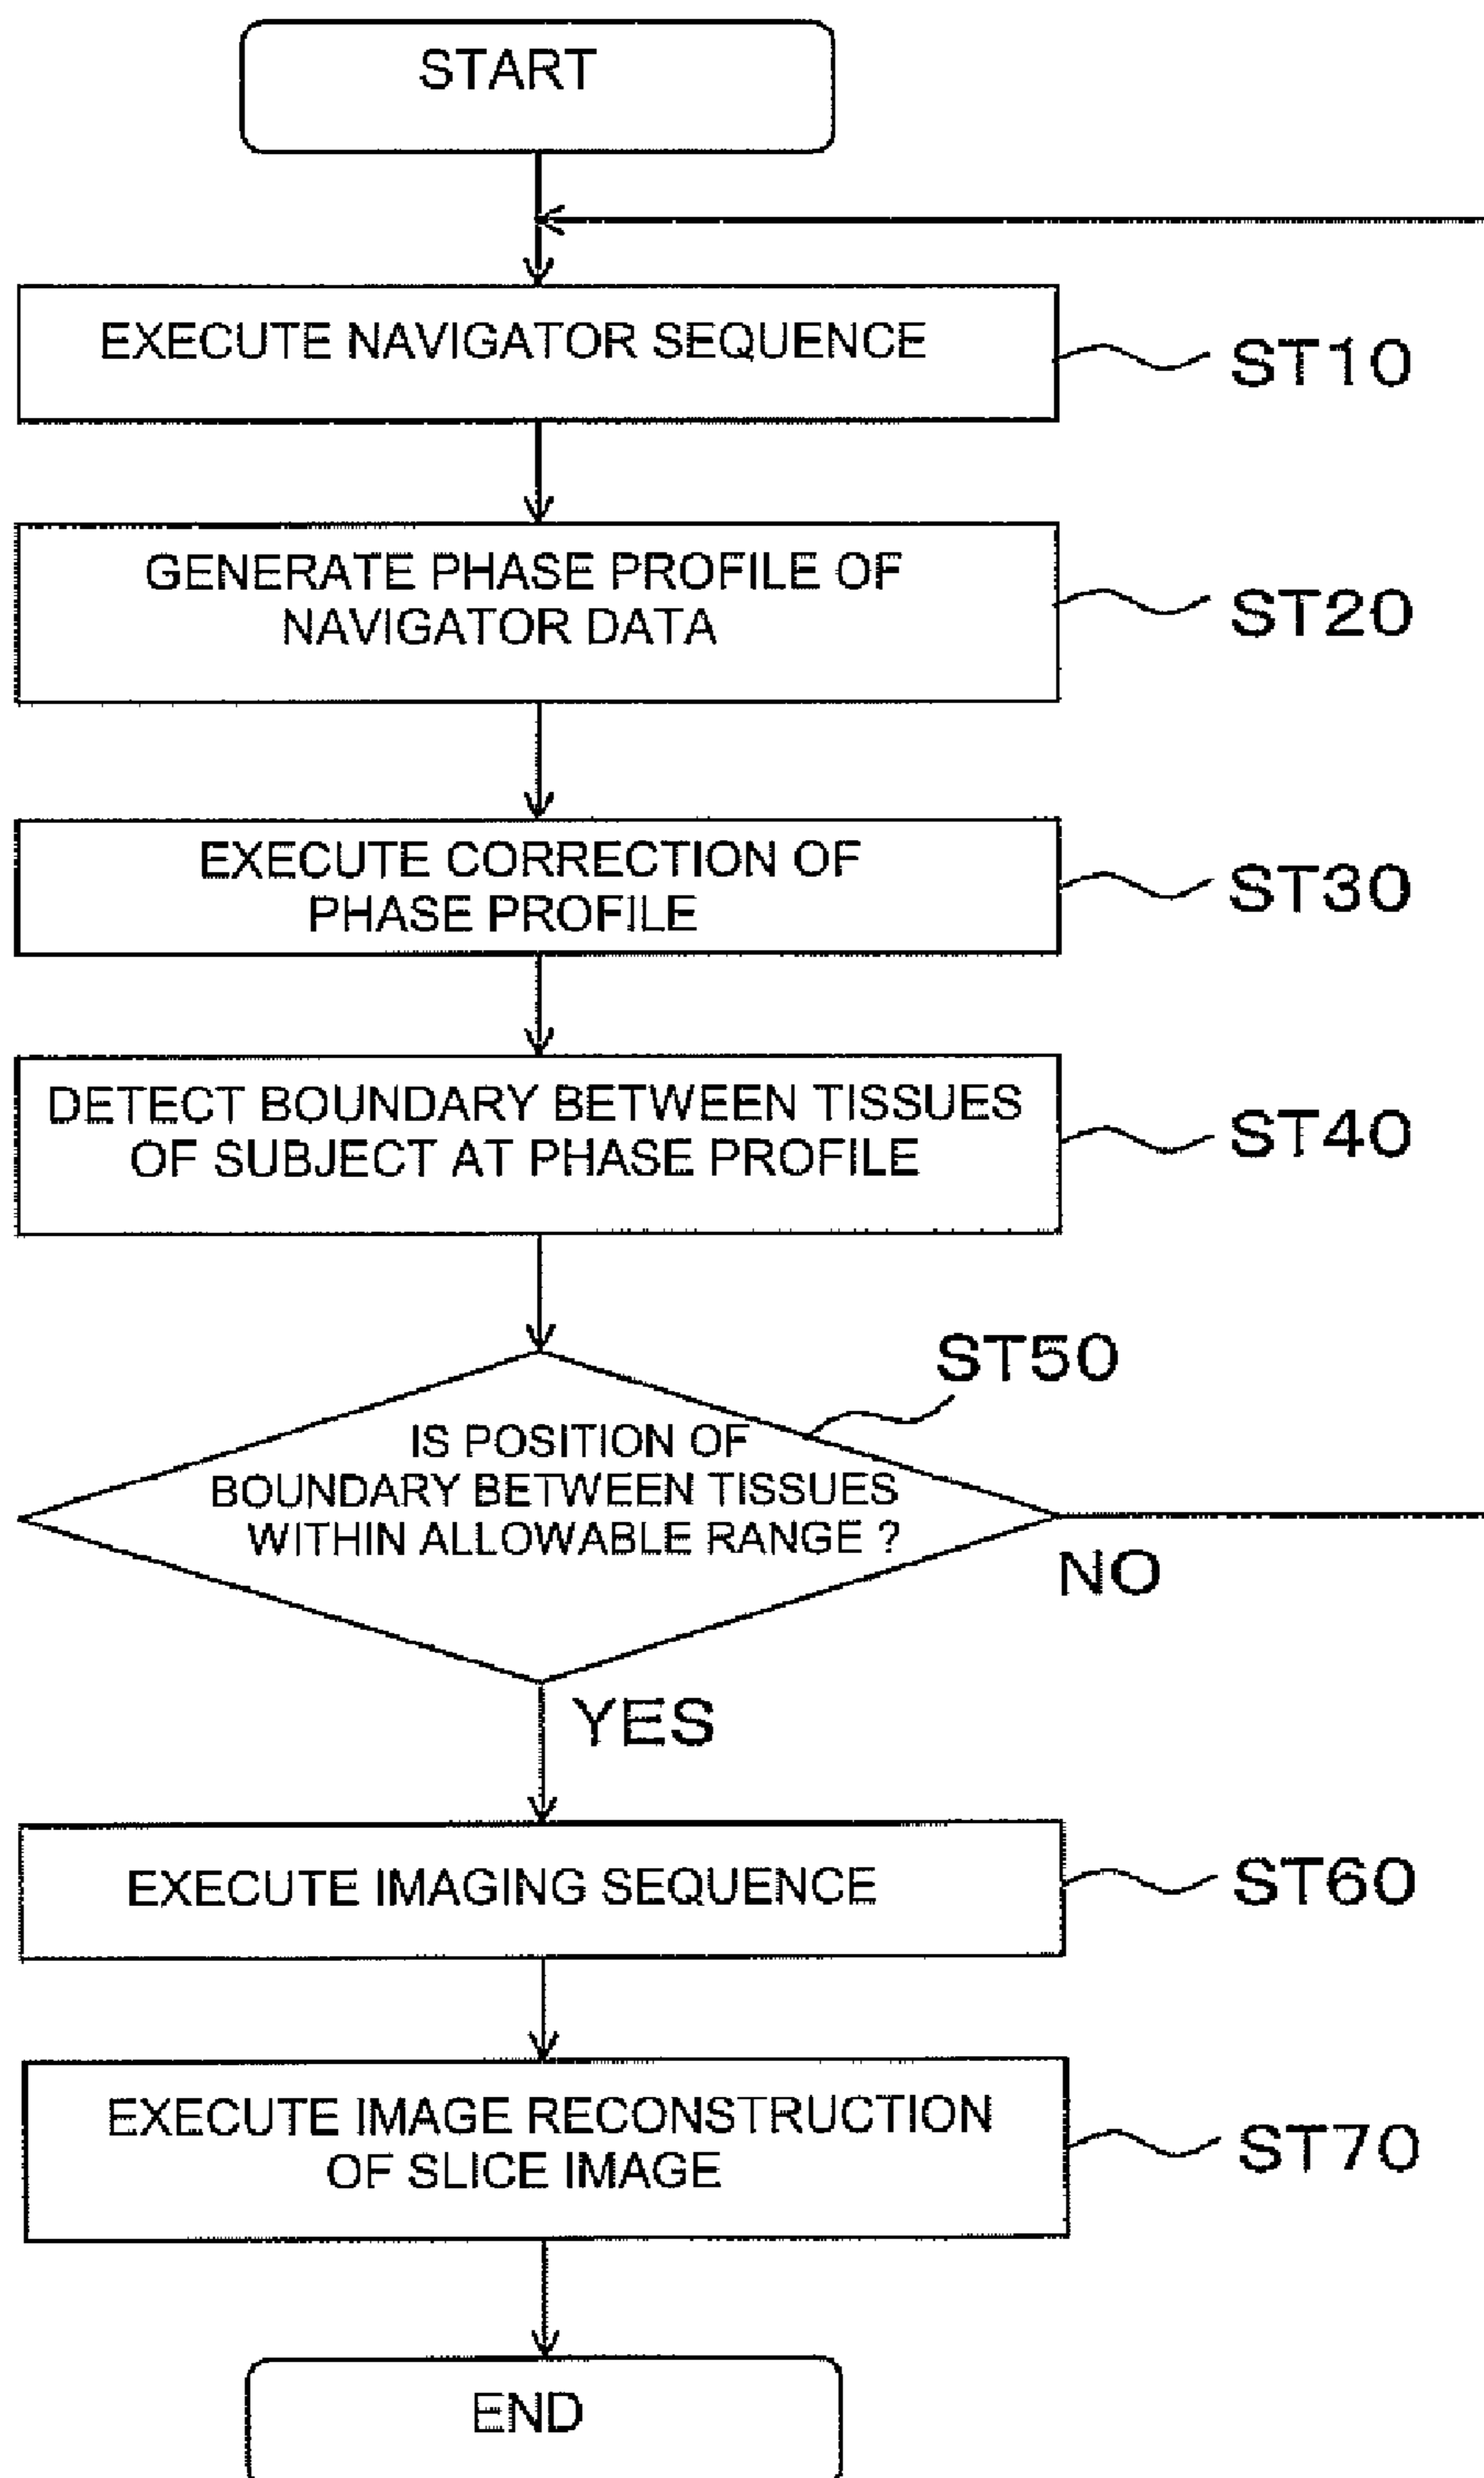 START
EXECUTE NAVIGATOR SEQUENCE
ST10
GENERATE PHASE PROFILE OF
NAVIGATOR DATA
ST20
EXECUTE CORRECTION OF
PHASE PROFILE
ST30
DETECT BOUNDARY BETWEEN TISSUES
OF SUBJECT AT PHASE PROFILE
ST40
ST50
IS POSITION OF
BOUNDARY BETWEEN TISSUES
WITHIN ALLOWABLE RANGE ?
NO
YES
EXECUTE IMAGING SEQUENCE
ST60
EXECUTE IMAGE RECONSTRUCTION
OF SLICE IMAGE
ST70
END